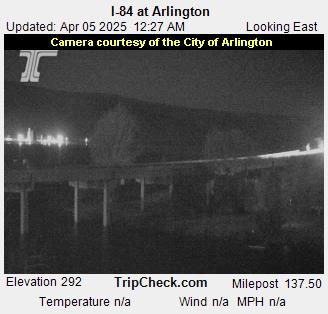 I-84 at Arlington
Updated: Apr 05 2025 12:27 AM Looking East
Camera courtesy of the City of Arlington
Elevation 292 TripCheck.com Milepost 137.50
Temperature n/a Wind n/a MPH n/a